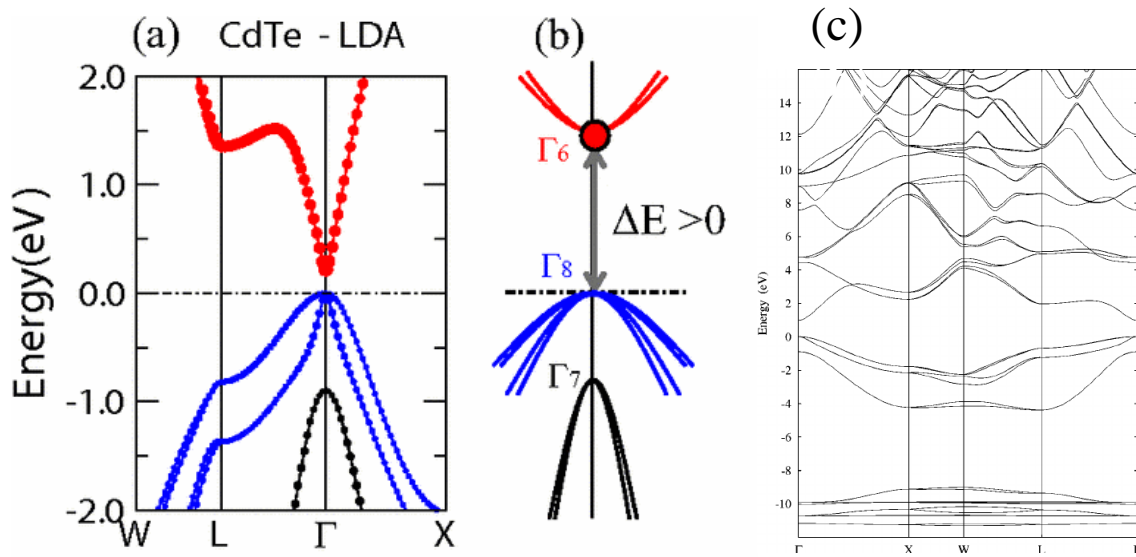 (a) CdTe - LDA
Energy(eV)
2.0
1.0
0.0
-1.0
-2.0
W L Γ X
(b)
Γ6
ΔE >0
Γ8
Γ7
(c)
Energy (eV)
14
12
10
8
6
4
2
0
-2
-4
-6
-8
-10
Γ X W L